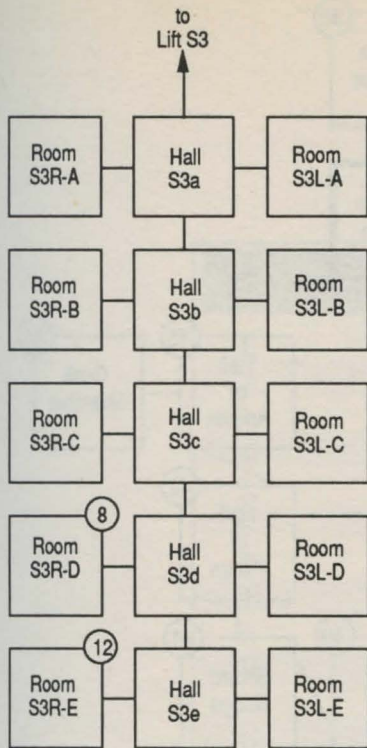 to
Lift S3
Room
S3R-A
Hall
S3a
Room
S3L-A
Room
S3R-B
Hall
S3b
Room
S3L-B
Room
S3R-C
Hall
S3c
Room
S3L-C
8
Room
S3R-D
Hall
S3d
Room
S3L-D
12
Room
S3R-E
Hall
S3e
Room
S3L-E